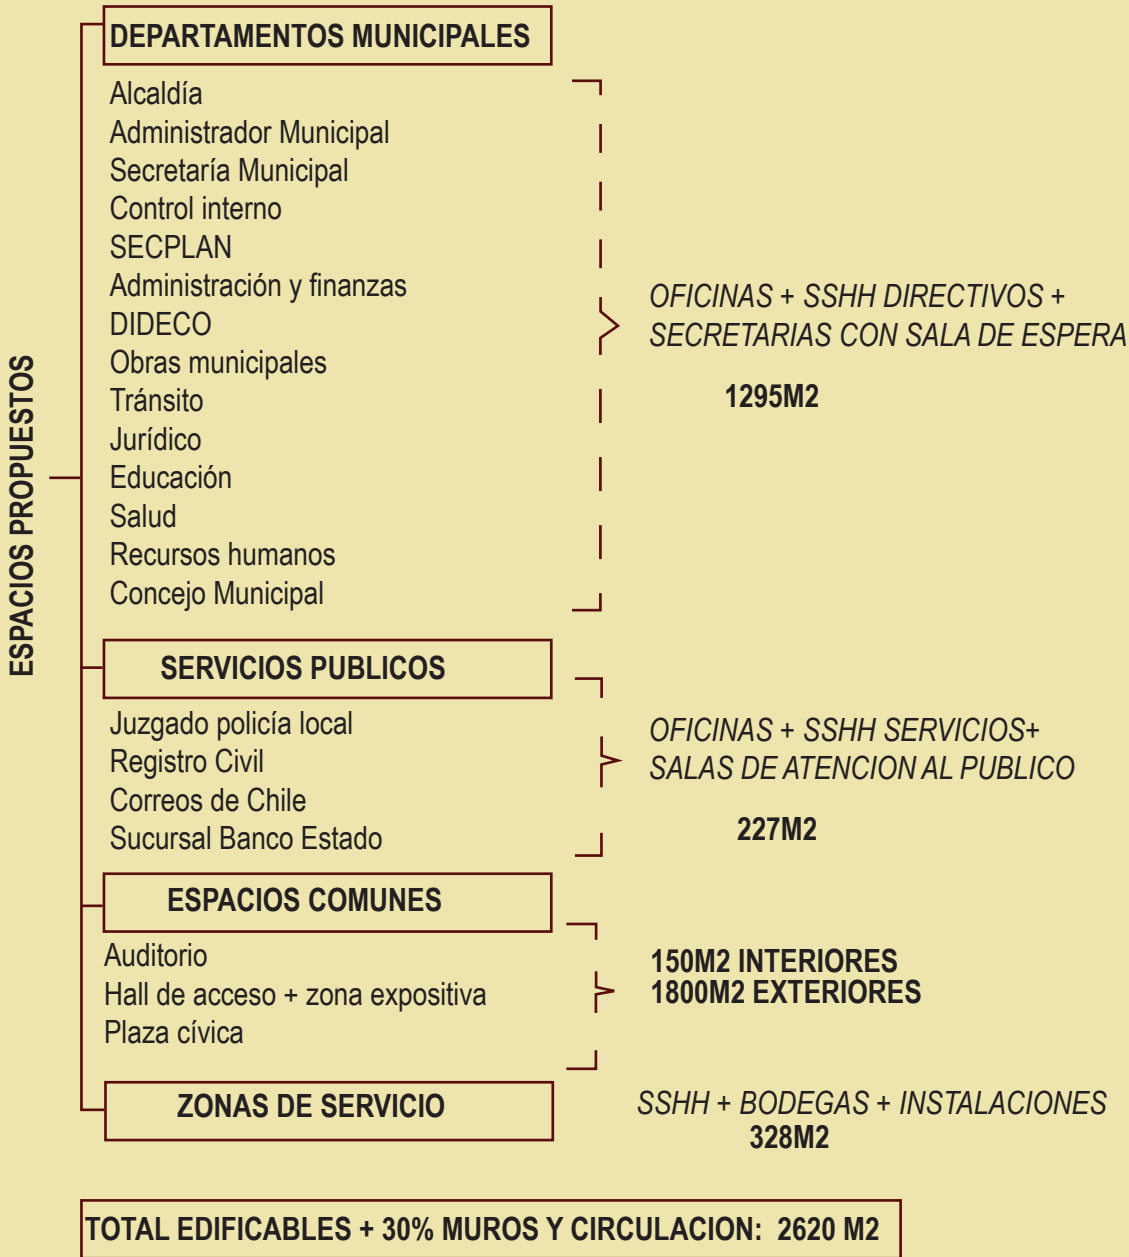 ESPACIOS PROPUESTOS
DEPARTAMENTOS MUNICIPALES
Alcaldía
Administrador Municipal
Secretaría Municipal
Control interno
SECPLAN
Administración y finanzas
DIDECO
Obras municipales
Tránsito
Jurídico
Educación
Salud
Recursos humanos
Concejo Municipal
OFICINAS + SSHH DIRECTIVOS +
SECRETARIAS CON SALA DE ESPERA
1295M2
SERVICIOS PUBLICOS
Juzgado policía local
Registro Civil
Correos de Chile
Sucursal Banco Estado
OFICINAS + SSHH SERVICIOS+
SALAS DE ATENCION AL PUBLICO
227M2
ESPACIOS COMUNES
Auditorio
Hall de acceso + zona expositiva
Plaza cívica
150M2 INTERIORES
1800M2 EXTERIORES
ZONAS DE SERVICIO
SSHH + BODEGAS + INSTALACIONES
328M2
TOTAL EDIFICABLES + 30% MUROS Y CIRCULACION: 2620 M2